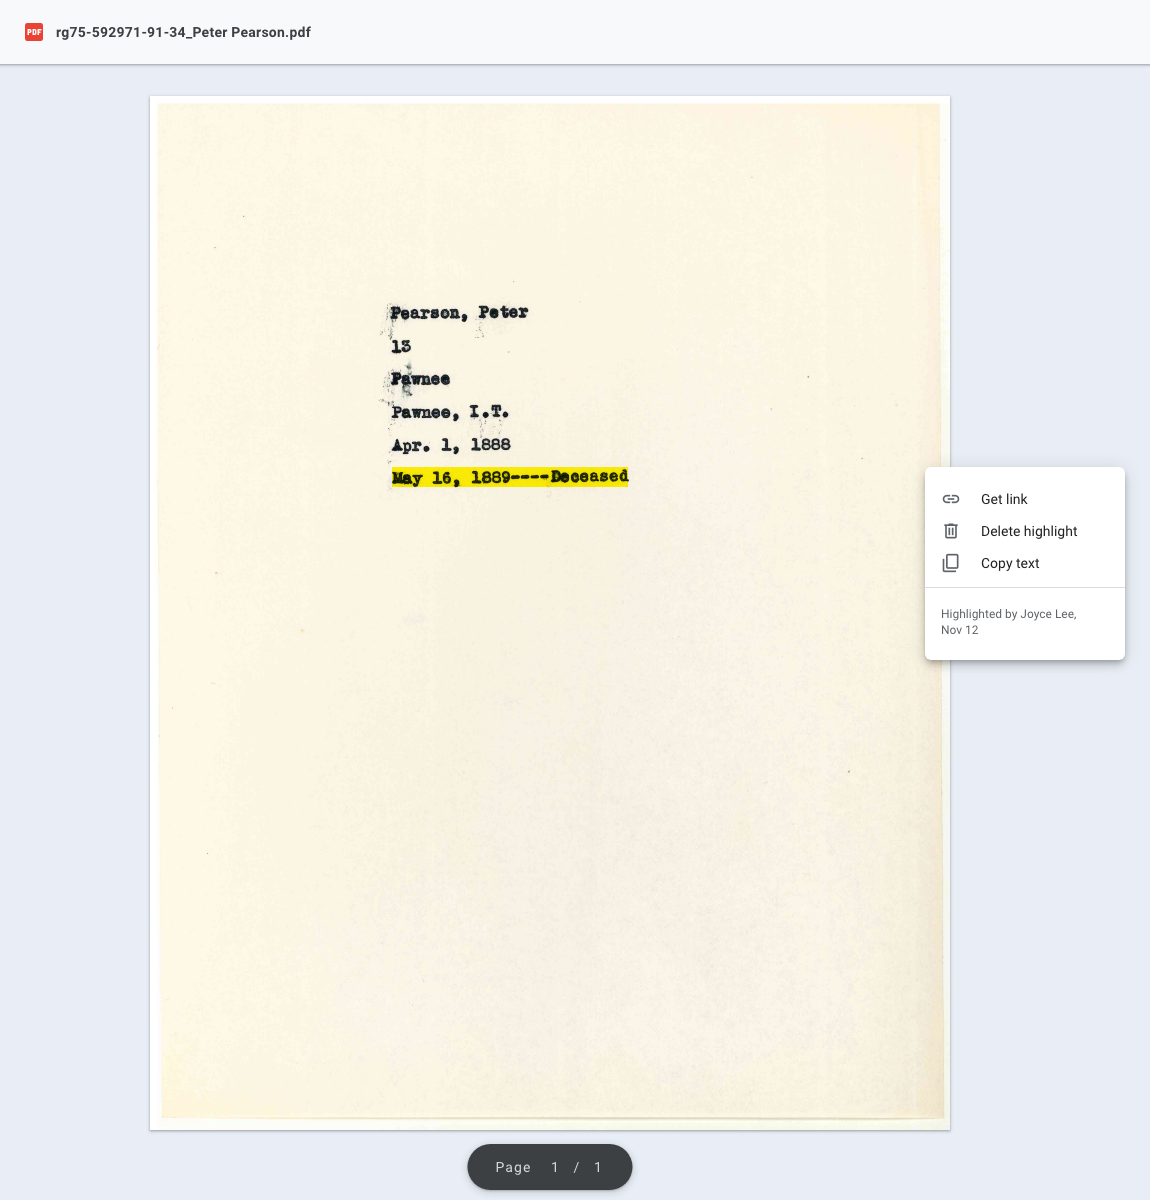 PDF rg75-592971-91-34_Peter Pearson.pdf
Pearson, Peter
13
Pawnee
Pawnee, I.T.
Apr. 1, 1888
May 16, 1889----Deceased
Get link
Delete highlight
Copy text
Highlighted by Joyce Lee,
Nov 12
Page 1 / 1